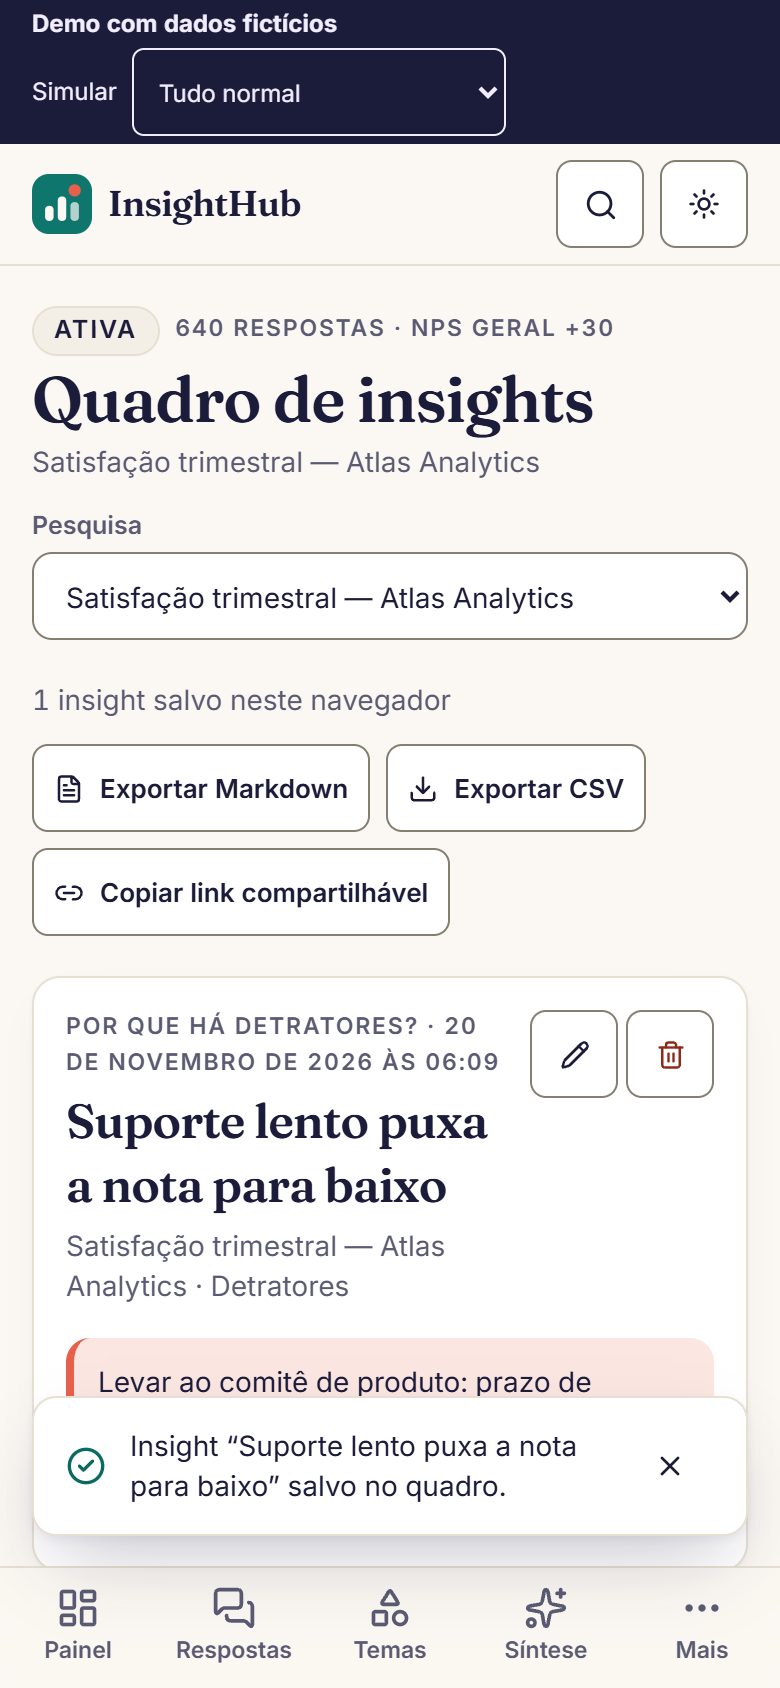 Demo com dados fictícios
Simular
Tudo normal
InsightHub
ATIVA
640 RESPOSTAS · NPS GERAL +30
Quadro de insights
Satisfação trimestral — Atlas Analytics
Pesquisa
Satisfação trimestral — Atlas Analytics
1 insight salvo neste navegador
Exportar Markdown
Exportar CSV
Copiar link compartilhável
POR QUE HÁ DETRATORES? · 20
DE NOVEMBRO DE 2026 ÀS 06:09
Suporte lento puxa
a nota para baixo
Satisfação trimestral — Atlas
Analytics · Detratores
Levar ao comitê de produto: prazo de
Insight “Suporte lento puxa a nota
para baixo” salvo no quadro.
Painel
Respostas
Temas
Síntese
Mais